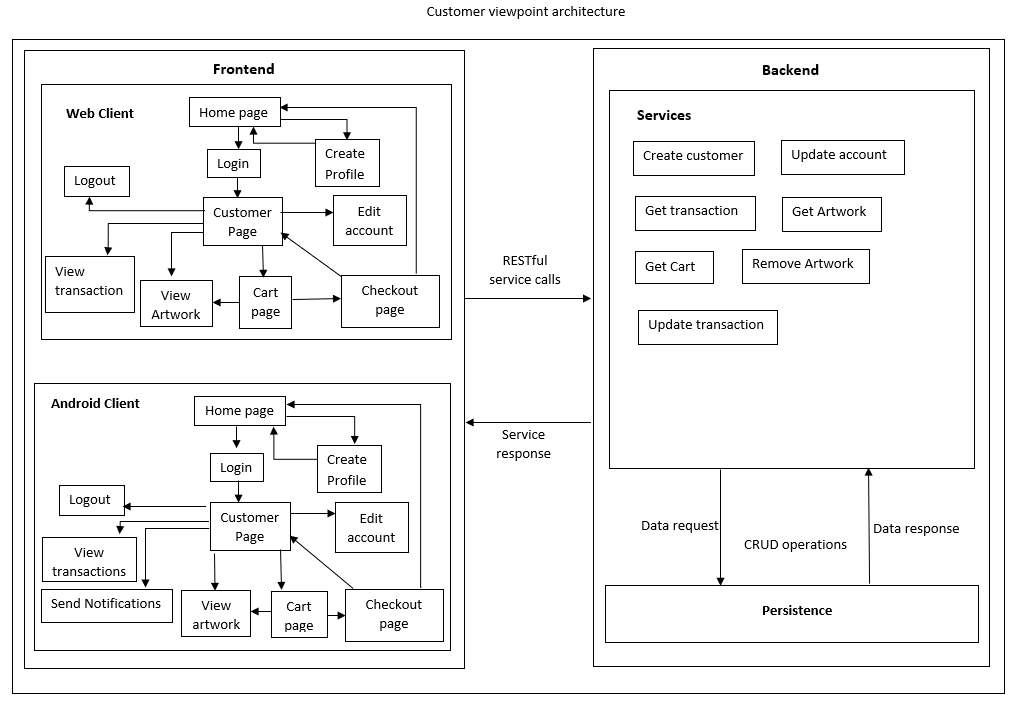 Customer viewpoint architecture
Frontend
Web Client
Home page
Login
Create
Profile
Logout
Customer
Page
Edit
account
View
transaction
View
Artwork
Cart
page
Checkout
page
Android Client
Home page
Login
Create
Profile
Logout
Customer
Page
Edit
account
View
transactions
Send Notifications
View
artwork
Cart
page
Checkout
page
RESTful
service calls
Service
response
Backend
Services
Create customer
Update account
Get transaction
Get Artwork
Get Cart
Remove Artwork
Update transaction
Data request
CRUD operations
Data response
Persistence